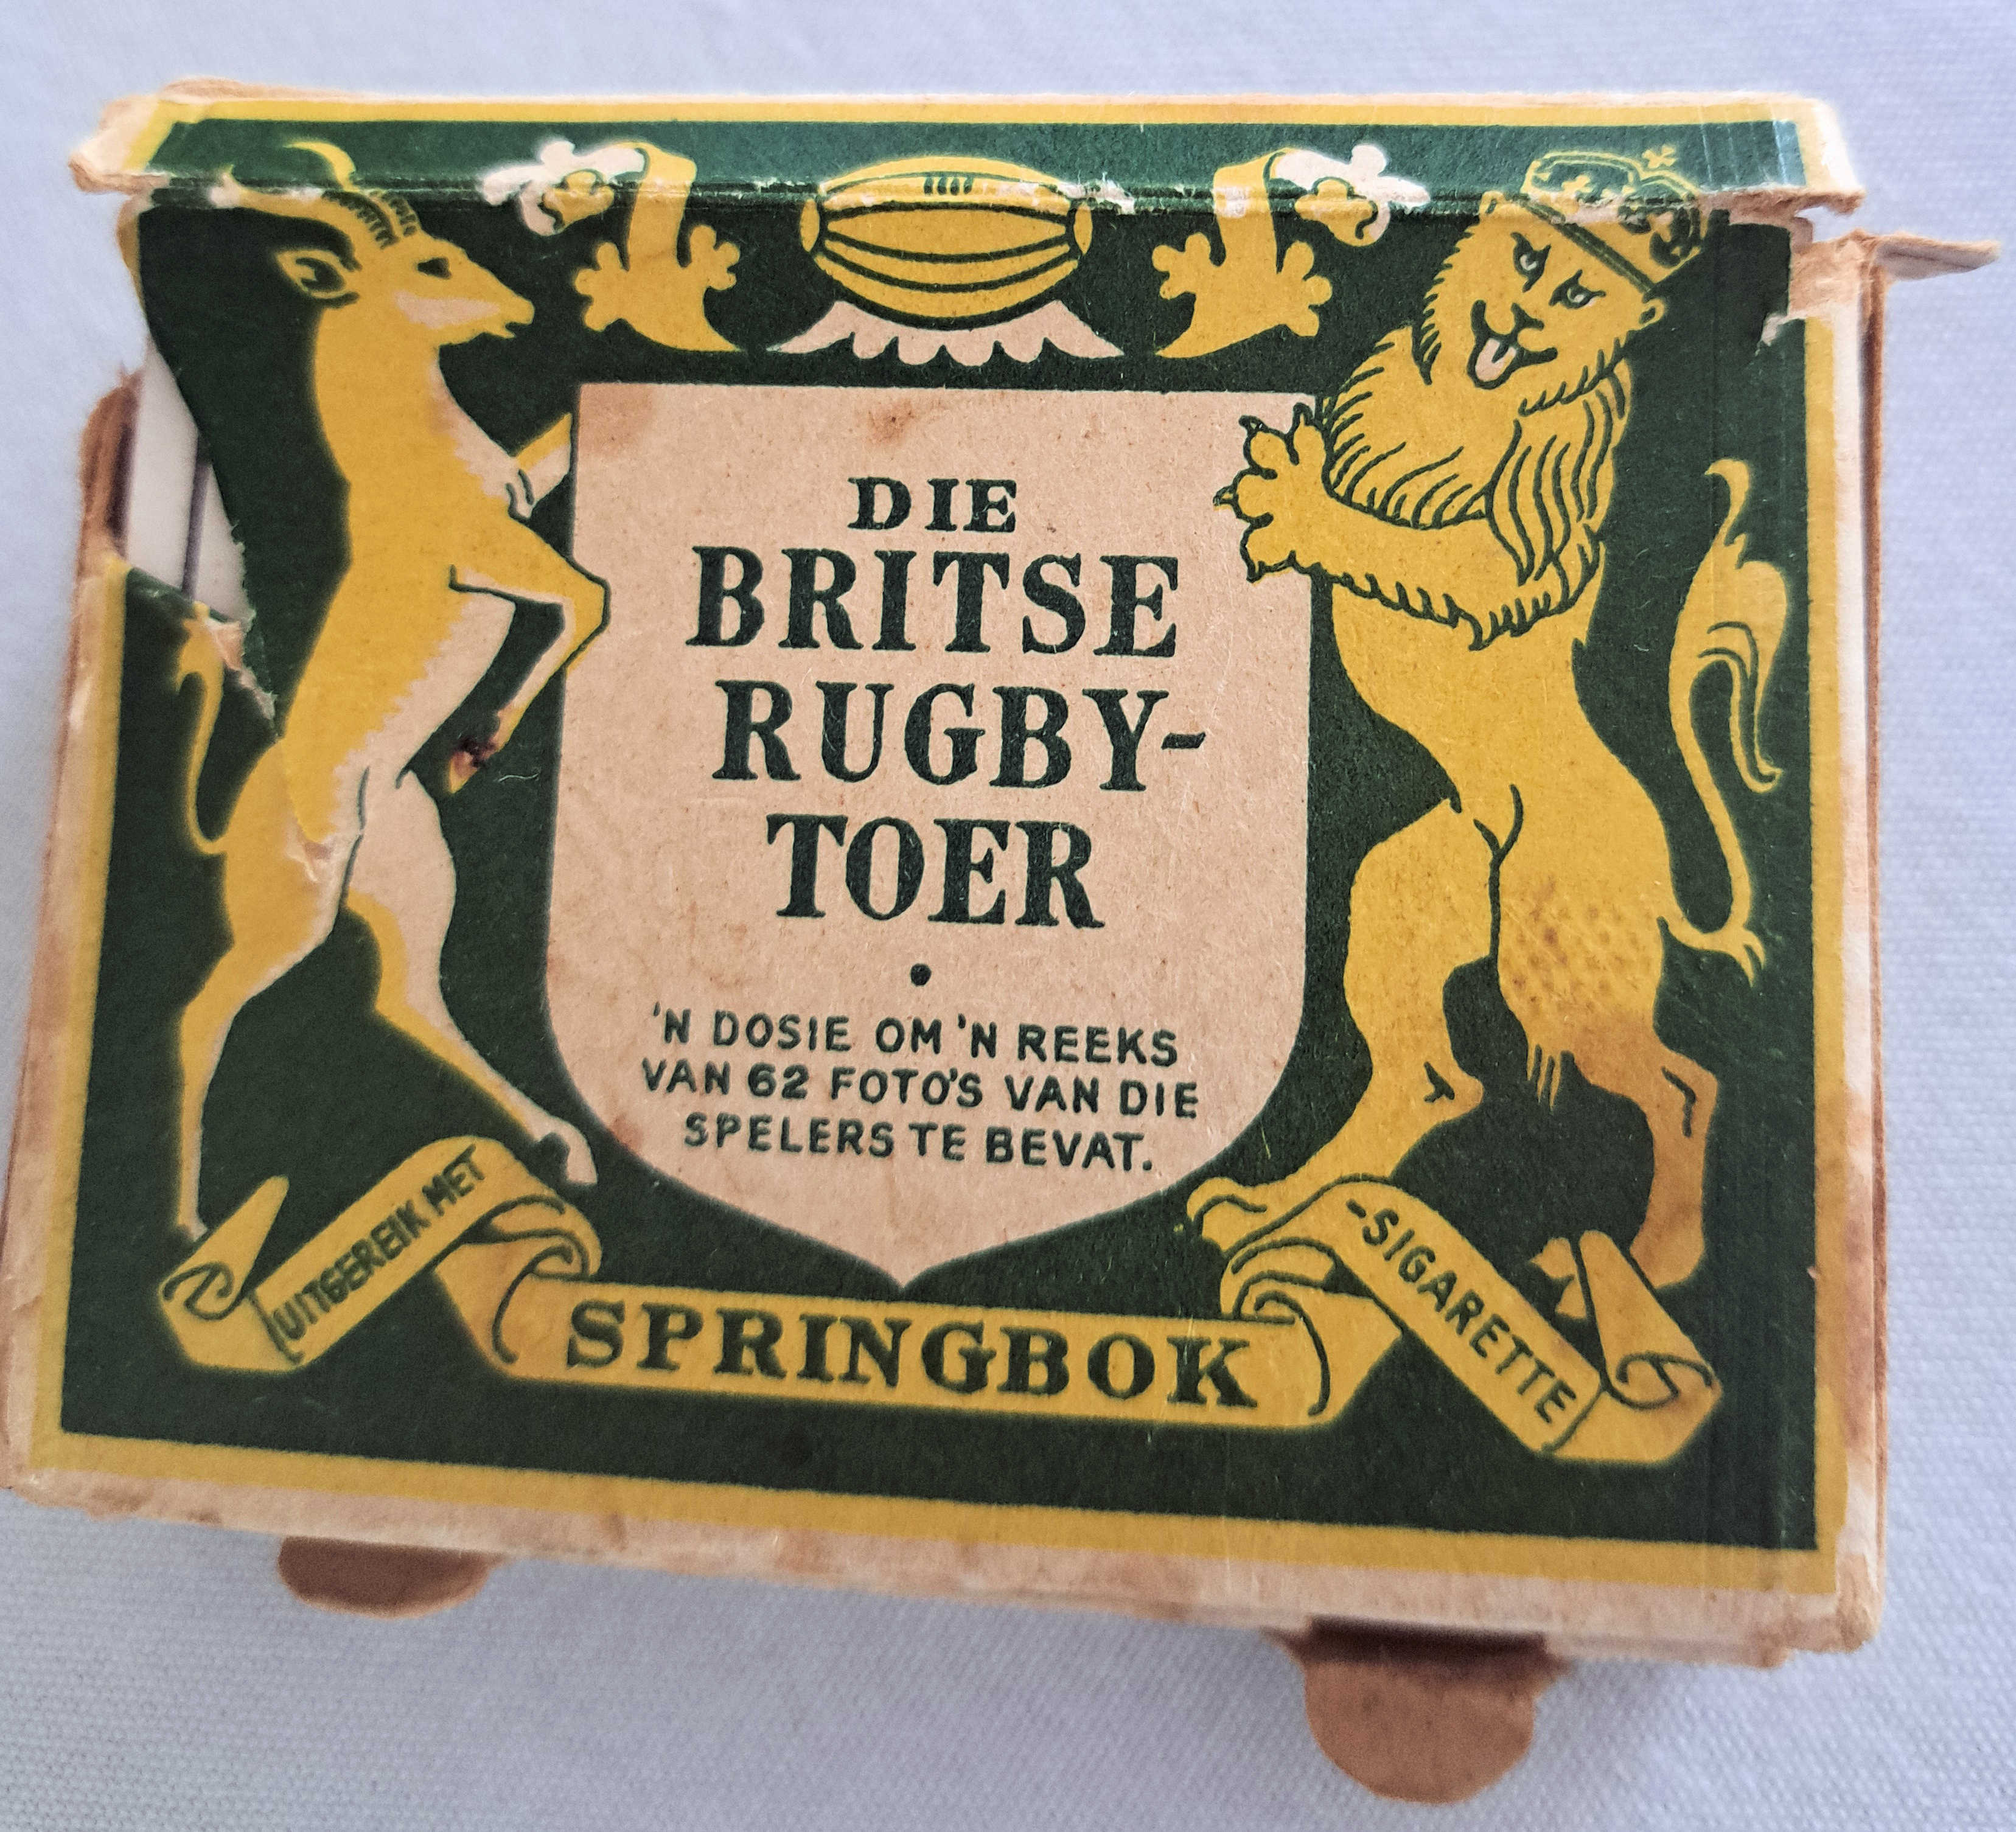 DIE
BRITSE
RUGBY-
TOER
•
'N DOSIE OM 'N REEKS
VAN 62 FOTO'S VAN DIE
SPELERS TE BEVAT.
UITGEREIK MET
SPRINGBOK
-SIGARETTE